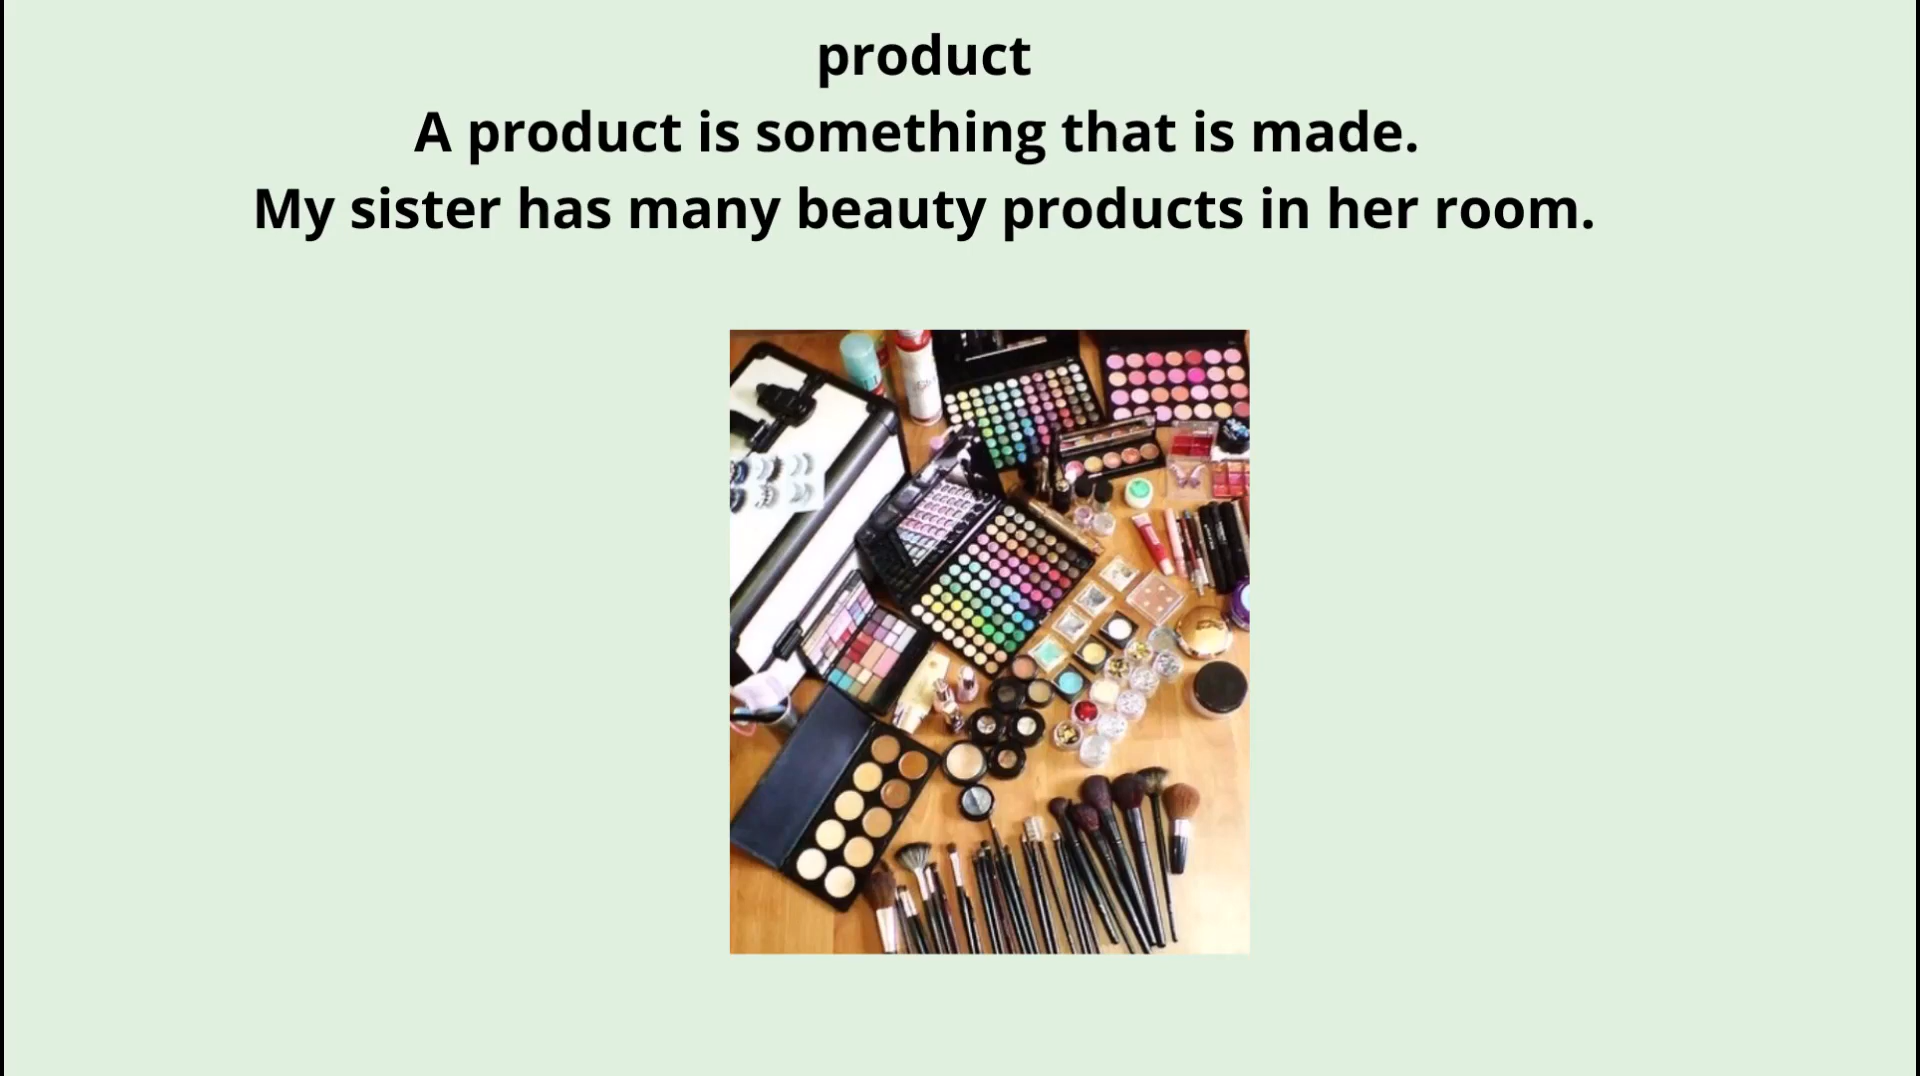 product
A product is something that is made.
My sister has many beauty products in her room.